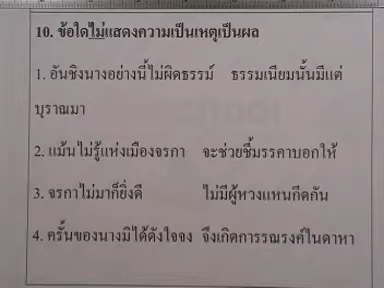 10. ข้อใดไม่แสดงความเป็นเหตุเป็นผล
1. อันชิงนางอย่างนี้ไม่ผิดธรรม์ ธรรมเนียมนั้นมีแต่
บุราณมา
2. แม้นไม่รู้แห่งเมืองจรกา จะช่วยชี้มรรคาบอกให้
3. จรกาไม่มาก็ยิ่งดี ไม่มีผู้หวงแหนกีดกัน
4. ครั้นของนางมิได้ดังใจจง จึงเกิดการรณรงค์ในดาหา